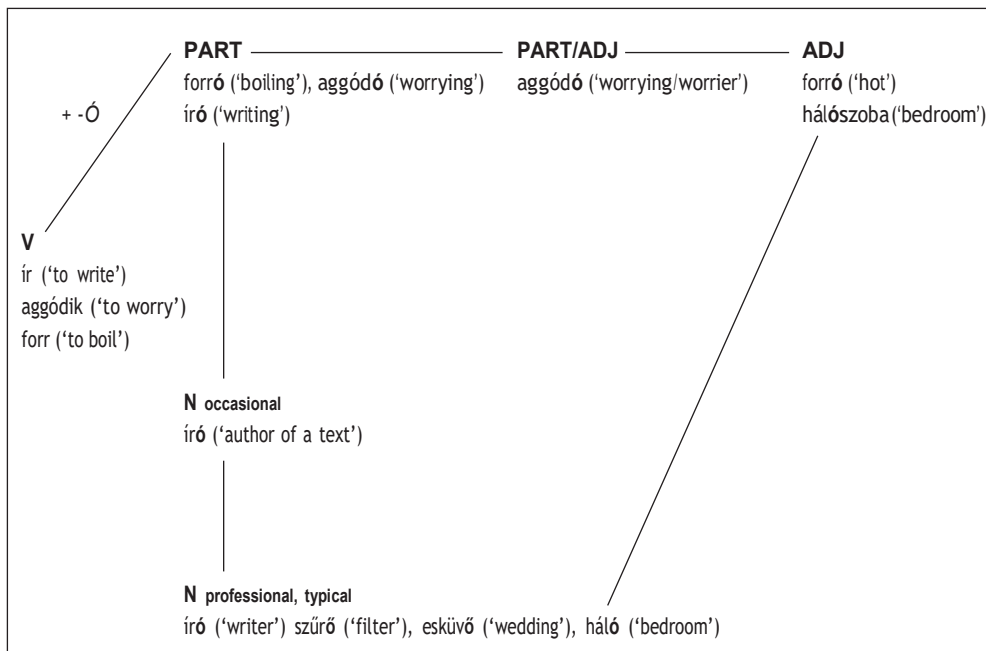 PART PART/ADJ ADJ
forró (‘boiling’), aggódó (‘worrying’) aggódó (‘worrying/worrier’) forró (‘hot’)
író (‘writing’) hálószoba (‘bedroom’)
+ -Ó
V
ír (‘to write’)
aggódik (‘to worry’)
forr (‘to boil’)
N occasional
író (‘author of a text’)
N professional, typical
író (‘writer’) szűrő (‘filter’), esküvő (‘wedding’), háló (‘bedroom’)